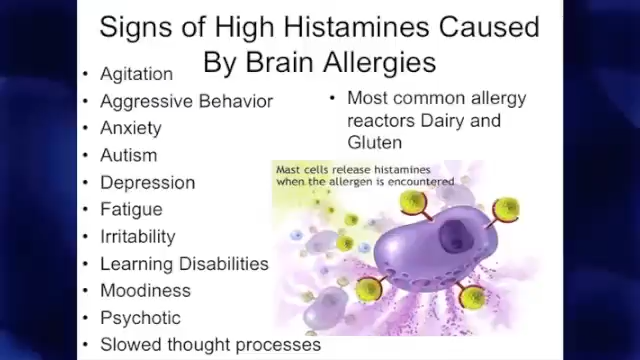 Signs of High Histamines Caused
By Brain Allergies
• Agitation
• Aggressive Behavior
• Anxiety
• Autism
• Depression
• Fatigue
• Irritability
• Learning Disabilities
• Moodiness
• Psychotic
• Slowed thought processes
• Most common allergy
reactors Dairy and
Gluten
Mast cells release histamines
when the allergen is encountered